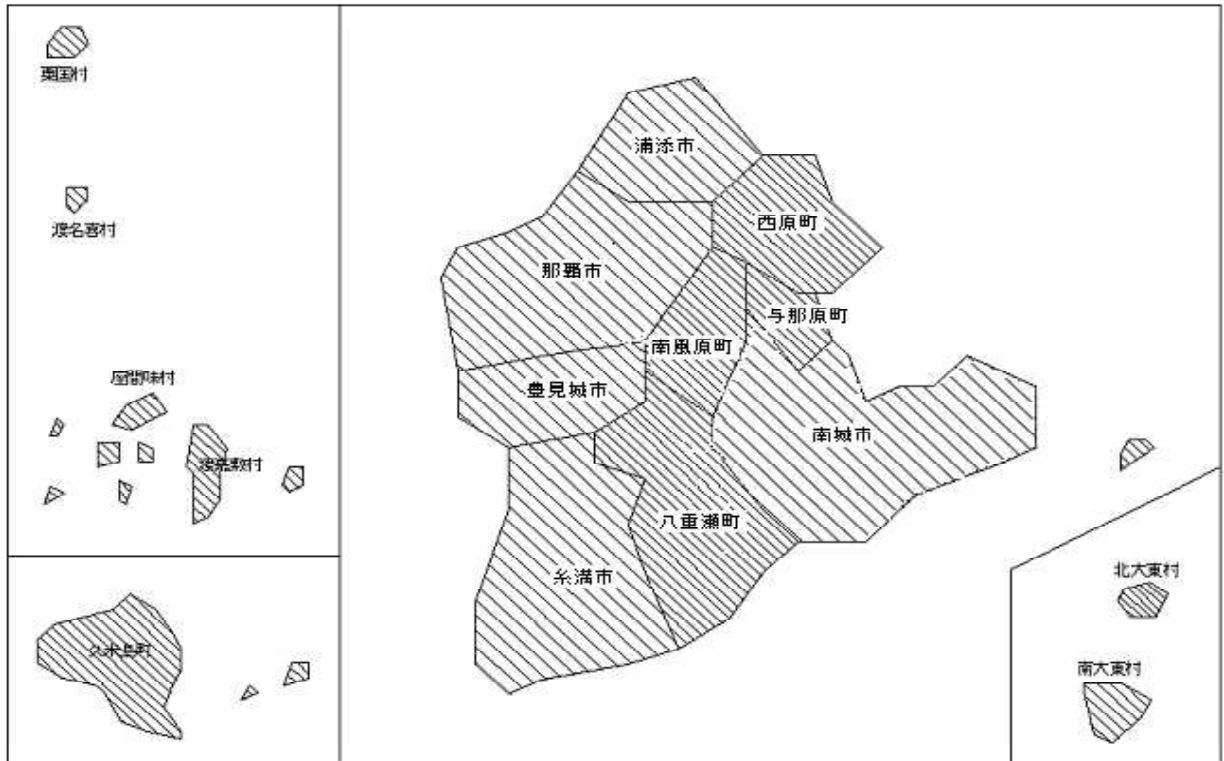 粟国村
渡名喜村
座間味村
渡嘉敷村
久米島町
浦添市
西原町
那覇市
与那原町
南風原町
豊見城市
南城市
八重瀬町
糸満市
北大東村
南大東村